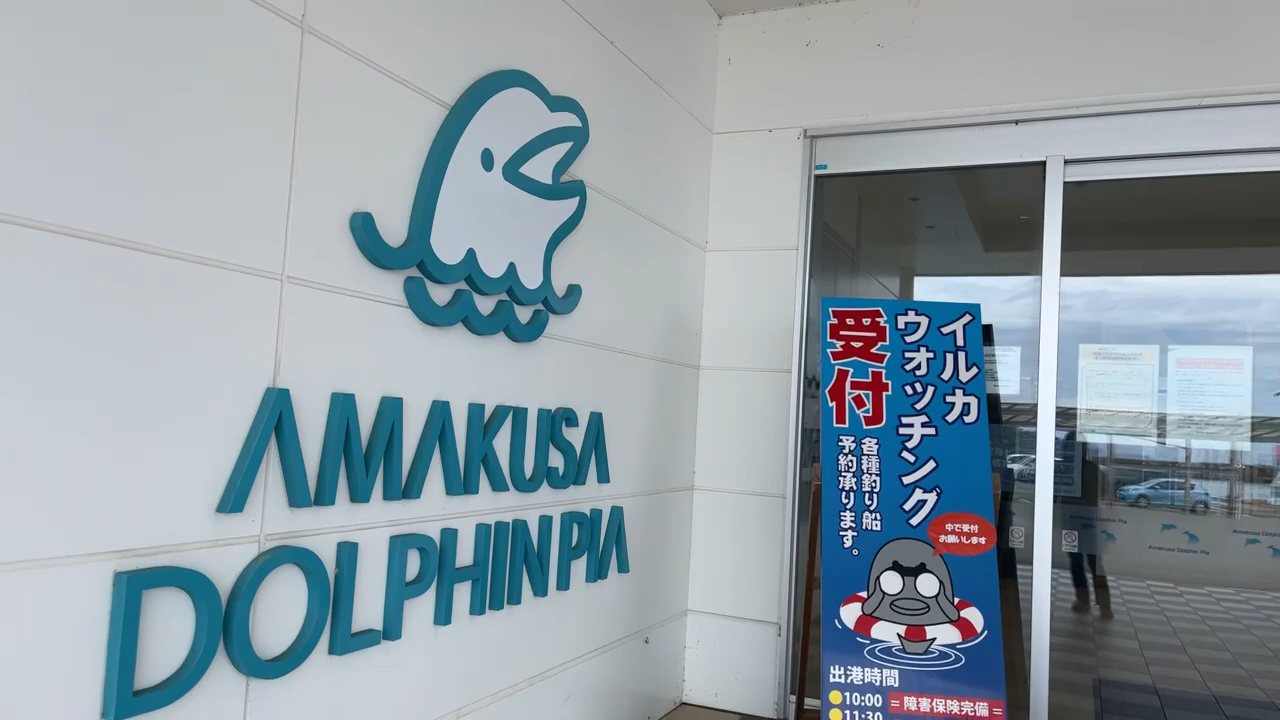 AMAKUSA
DOLPHIN PIA
イルカ
ウォッチング
受付
各種釣り船
予約承ります。
中で受付
お願いします
出港時間
●10:00
●11:30
=障害保険完備=
Amakusa Dolphin Pia
Amakusa Dolphin Pia